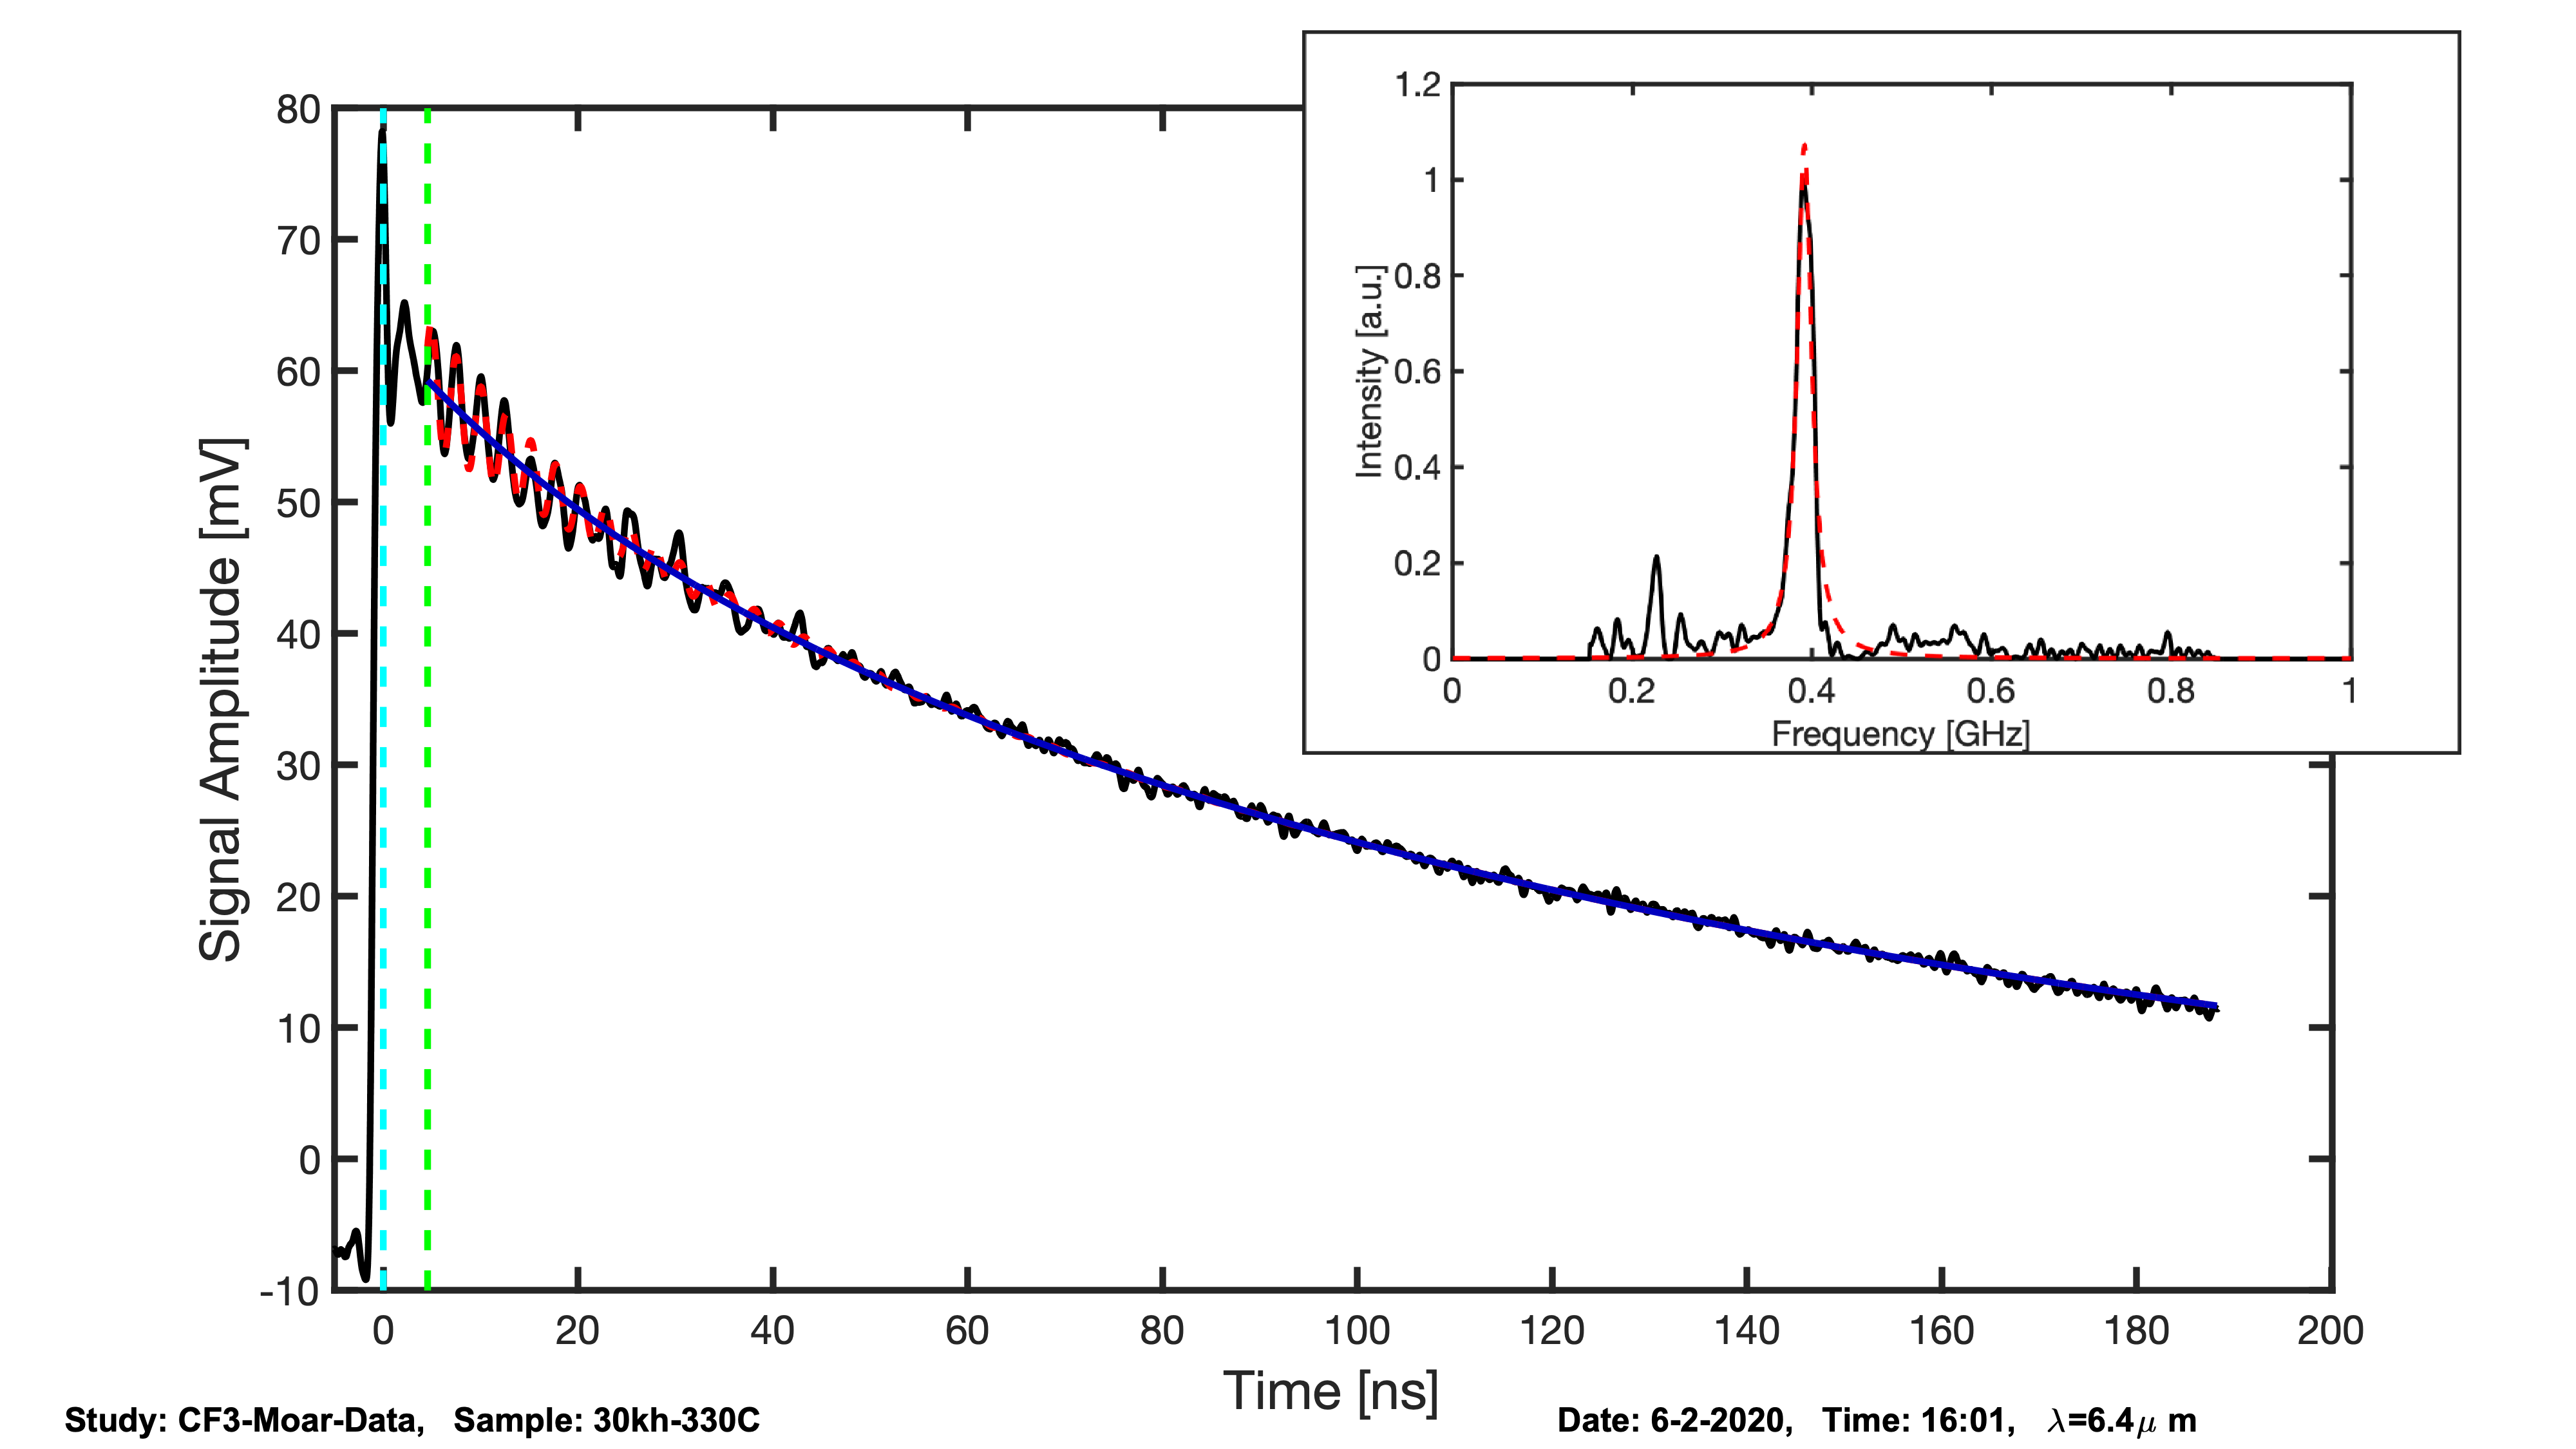 1.2
1
0.8
0.6
0.4
0.2
0
0 0.2 0.4 0.6 0.8 1
Intensity [a.u.]
Frequency [GHz]
80
70
60
50
40
30
20
10
0
-10
Signal Amplitude [mV]
0 20 40 60 80 100 120 140 160 180 200
Time [ns]
Study: CF3-Moar-Data, Sample: 30kh-330C Date: 6-2-2020, Time: 16:01, λ=6.4μ m